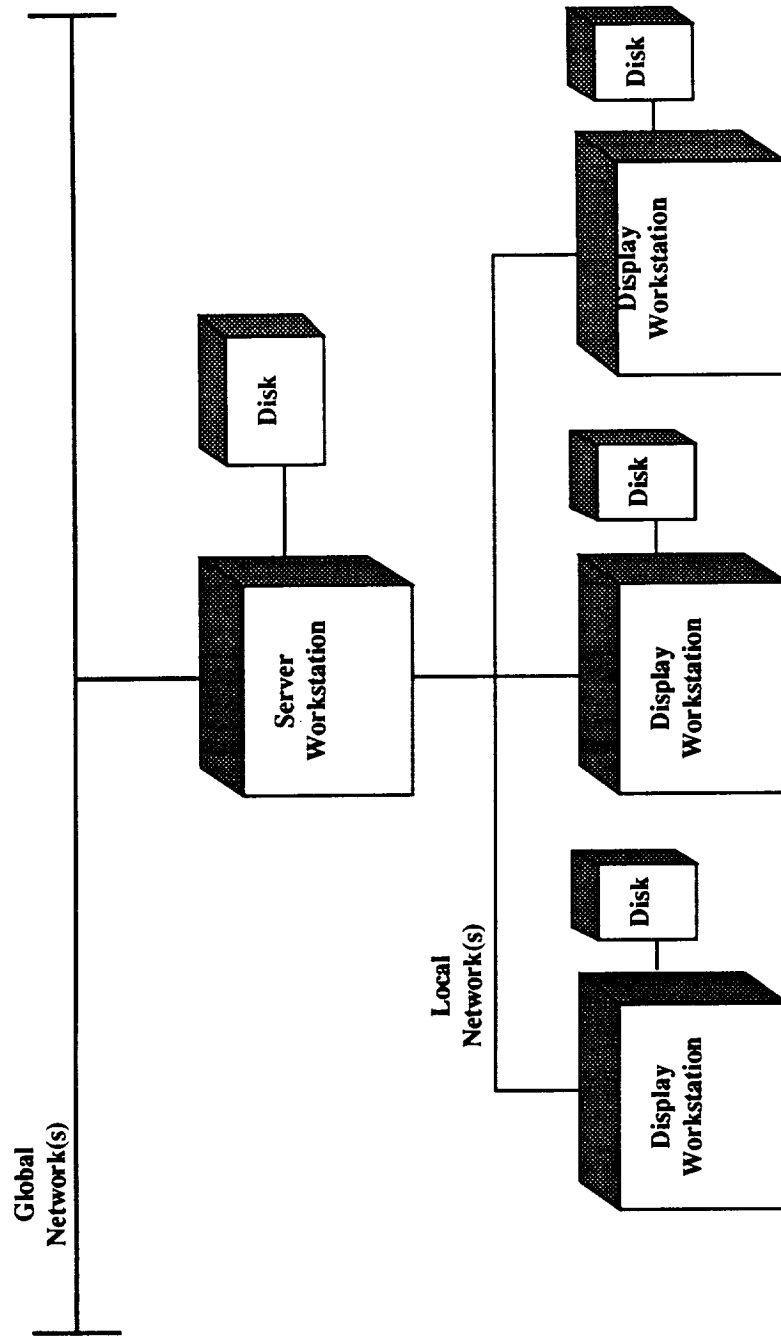 Global
Network(s)
Server
Workstation
Disk
Local
Network(s)
Display
Workstation
Disk
Display
Workstation
Disk
Display
Workstation
Disk